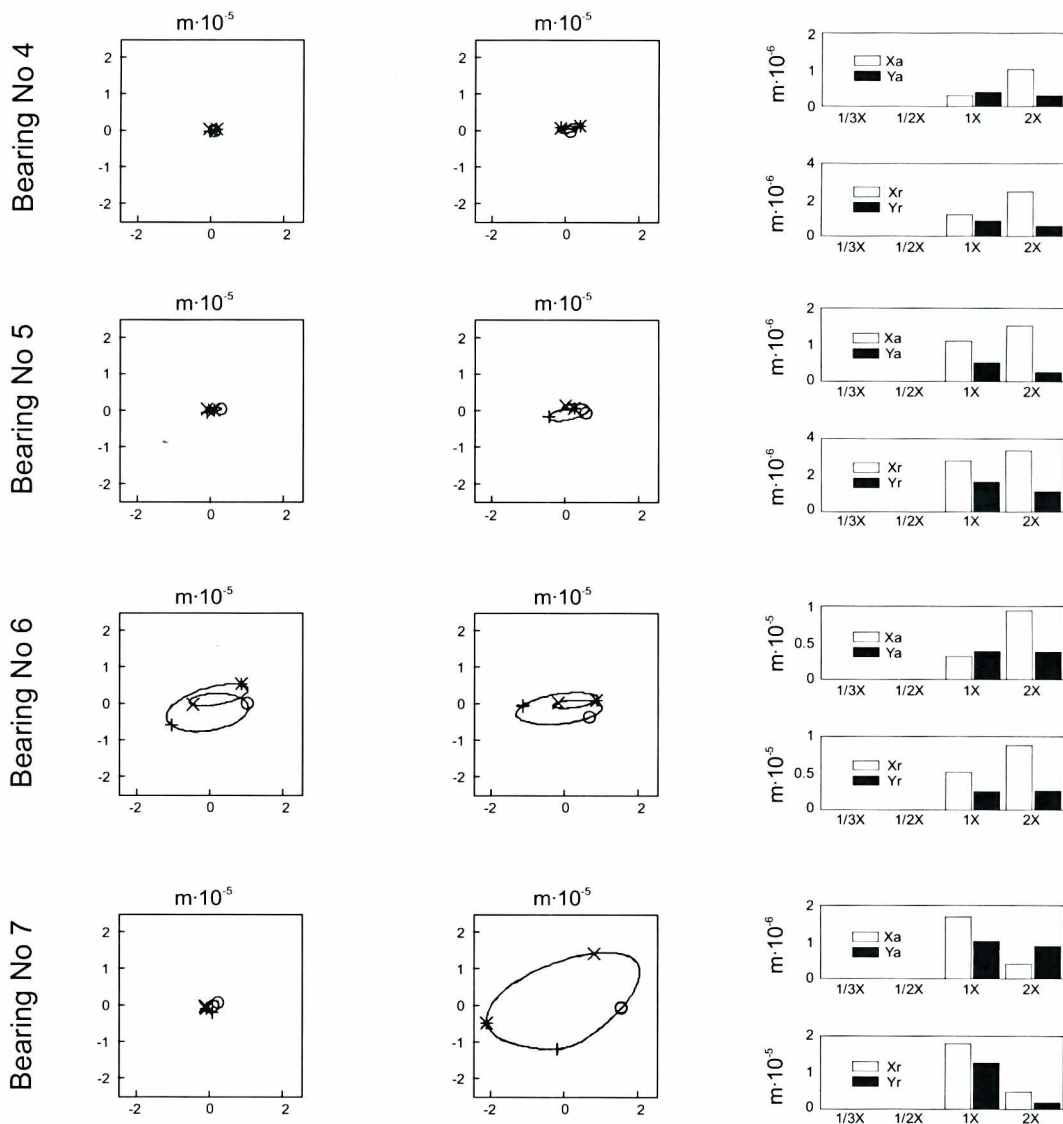 Bearing No 4
m·10⁻⁵
2
1
0
-1
-2
-2 0 2
2
1
0
-1
-2
-2 0 2
m·10⁻⁶
2
1
0
Xa
Ya
1/3X 1/2X 1X 2X
m·10⁻⁶
4
2
0
Xr
Yr
1/3X 1/2X 1X 2X
Bearing No 5
m·10⁻⁵
2
1
0
-1
-2
-2 0 2
m·10⁻⁵
2
1
0
-1
-2
-2 0 2
m·10⁻⁶
2
1
0
Xa
Ya
1/3X 1/2X 1X 2X
m·10⁻⁶
4
2
0
Xr
Yr
1/3X 1/2X 1X 2X
Bearing No 6
m·10⁻⁵
2
1
0
-1
-2
-2 0 2
m·10⁻⁵
2
1
0
-1
-2
-2 0 2
m·10⁻⁵
1
0.5
0
Xa
Ya
1/3X 1/2X 1X 2X
m·10⁻⁵
1
0.5
0
Xr
Yr
1/3X 1/2X 1X 2X
Bearing No 7
m·10⁻⁵
2
1
0
-1
-2
-2 0 2
m·10⁻⁵
2
1
0
-1
-2
-2 0 2
m·10⁻⁶
2
1
0
Xa
Ya
1/3X 1/2X 1X 2X
m·10⁻⁵
2
1
0
Xr
Yr
1/3X 1/2X 1X 2X